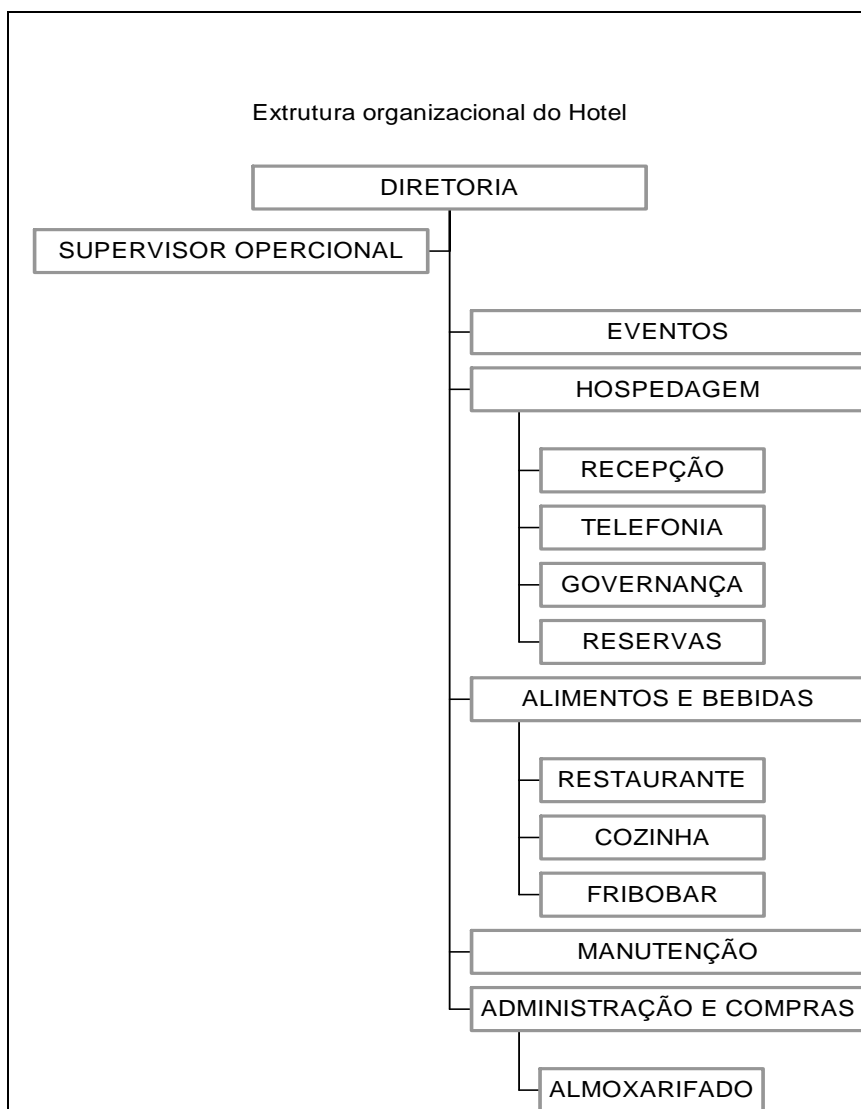 Extrutura organizacional do Hotel
DIRETORIA
SUPERVISOR OPERCIONAL
EVENTOS
HOSPEDAGEM
RECEPÇÃO
TELEFONIA
GOVERNANÇA
RESERVAS
ALIMENTOS E BEBIDAS
RESTAURANTE
COZINHA
FRIBOBAR
MANUTENÇÃO
ADMINISTRAÇÃO E COMPRAS
ALMOXARIFADO